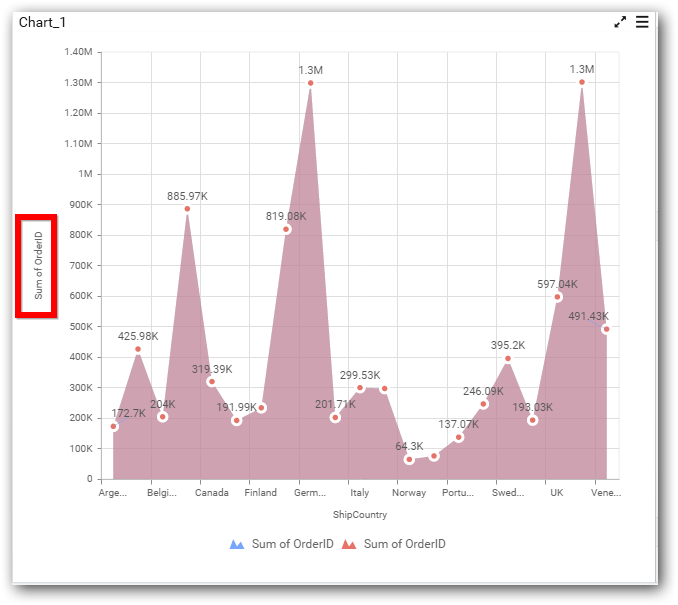 Chart_1
1.40M
1.30M
1.20M
1.10M
1M
900K
800K
700K
600K
500K
400K
300K
200K
100K
0
Sum of OrderID
172.7K
425.98K
204K
885.97K
319.39K
191.99K
819.08K
1.3M
201.71K
299.53K
64.3K
137.07K
246.09K
395.2K
193.03K
597.04K
1.3M
491.43K
Arge... Belgi... Canada Finland Germ... Italy Norway Portu... Swed... UK Vene...
ShipCountry
Sum of OrderID Sum of OrderID